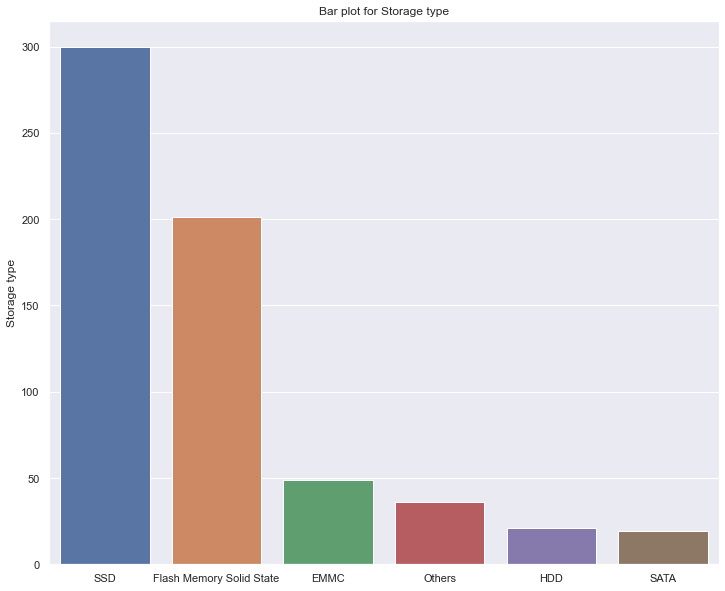 Bar plot for Storage type
Storage type
300
250
200
150
100
50
0
SSD
Flash Memory Solid State
EMMC
Others
HDD
SATA